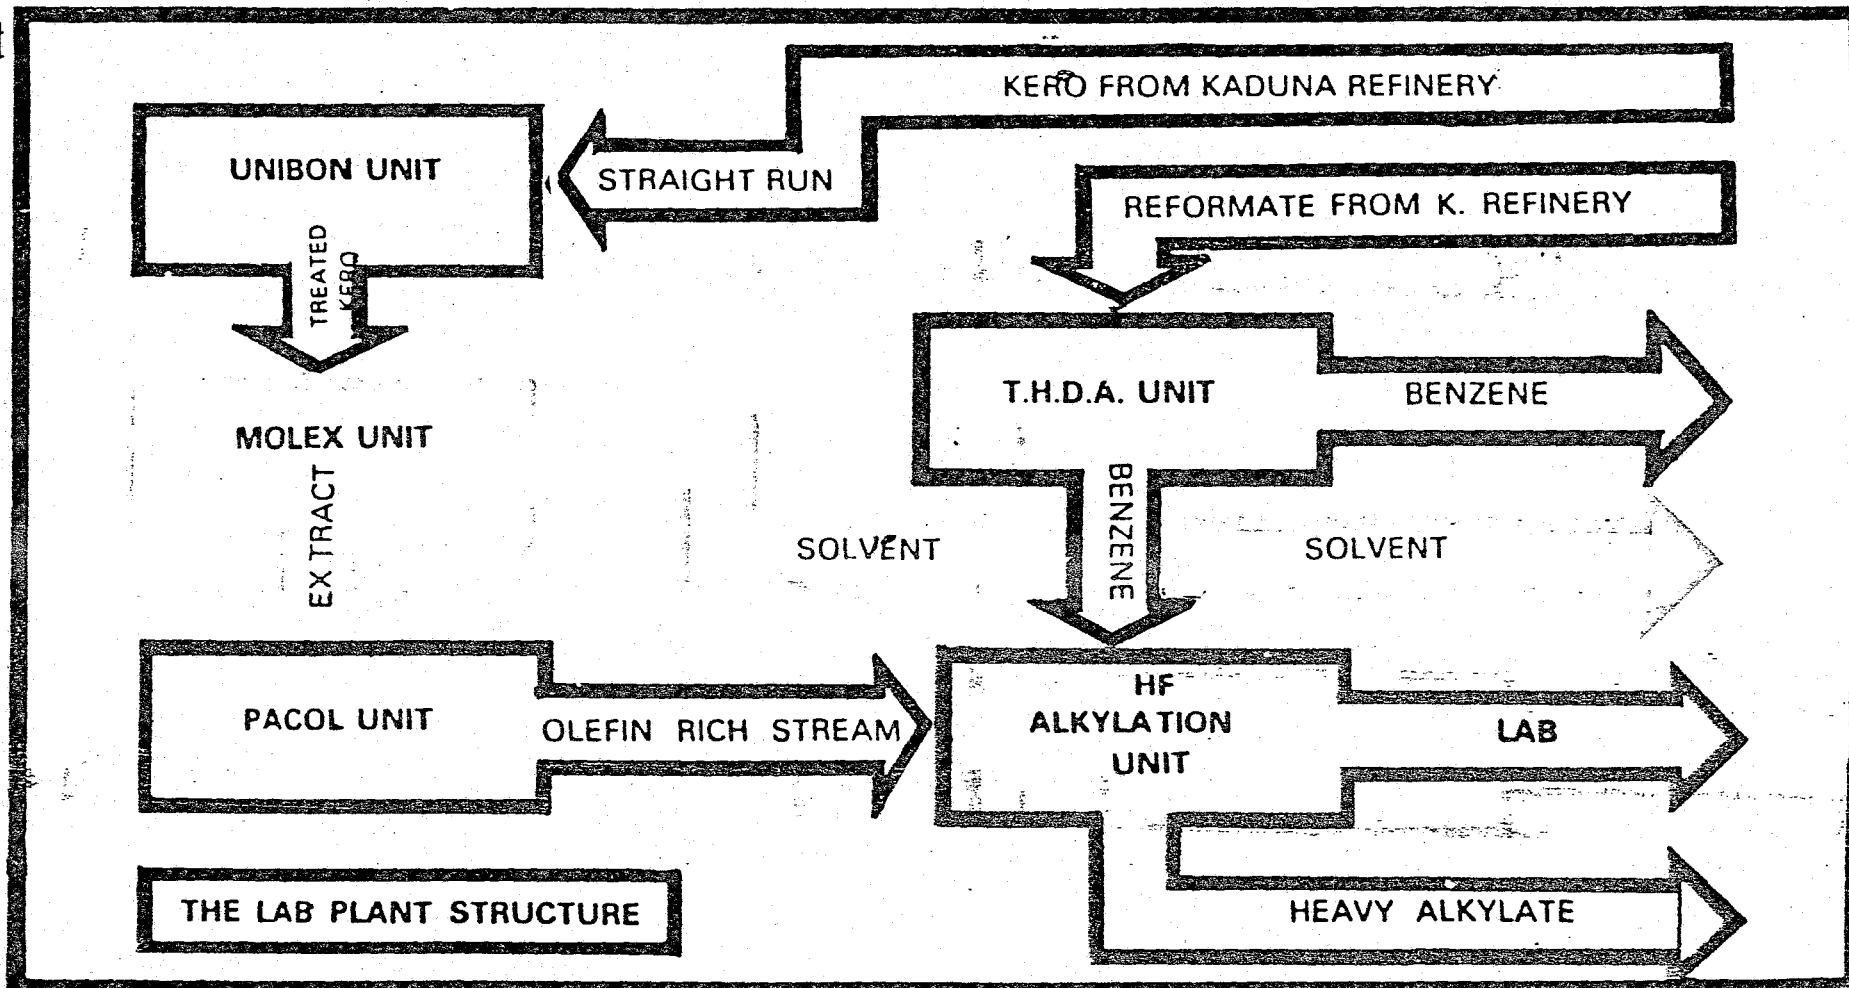 KERO FROM KADUNA REFINERY
UNIBON UNIT
STRAIGHT RUN
REFORMATE FROM K. REFINERY
TREATED
KERO
T.H.D.A. UNIT
BENZENE
MOLEX UNIT
EXTRACT
BENZENE
SOLVENT
SOLVENT
PACOL UNIT
OLEFIN RICH STREAM
HF
ALKYLATION
UNIT
LAB
THE LAB PLANT STRUCTURE
HEAVY ALKYLATE